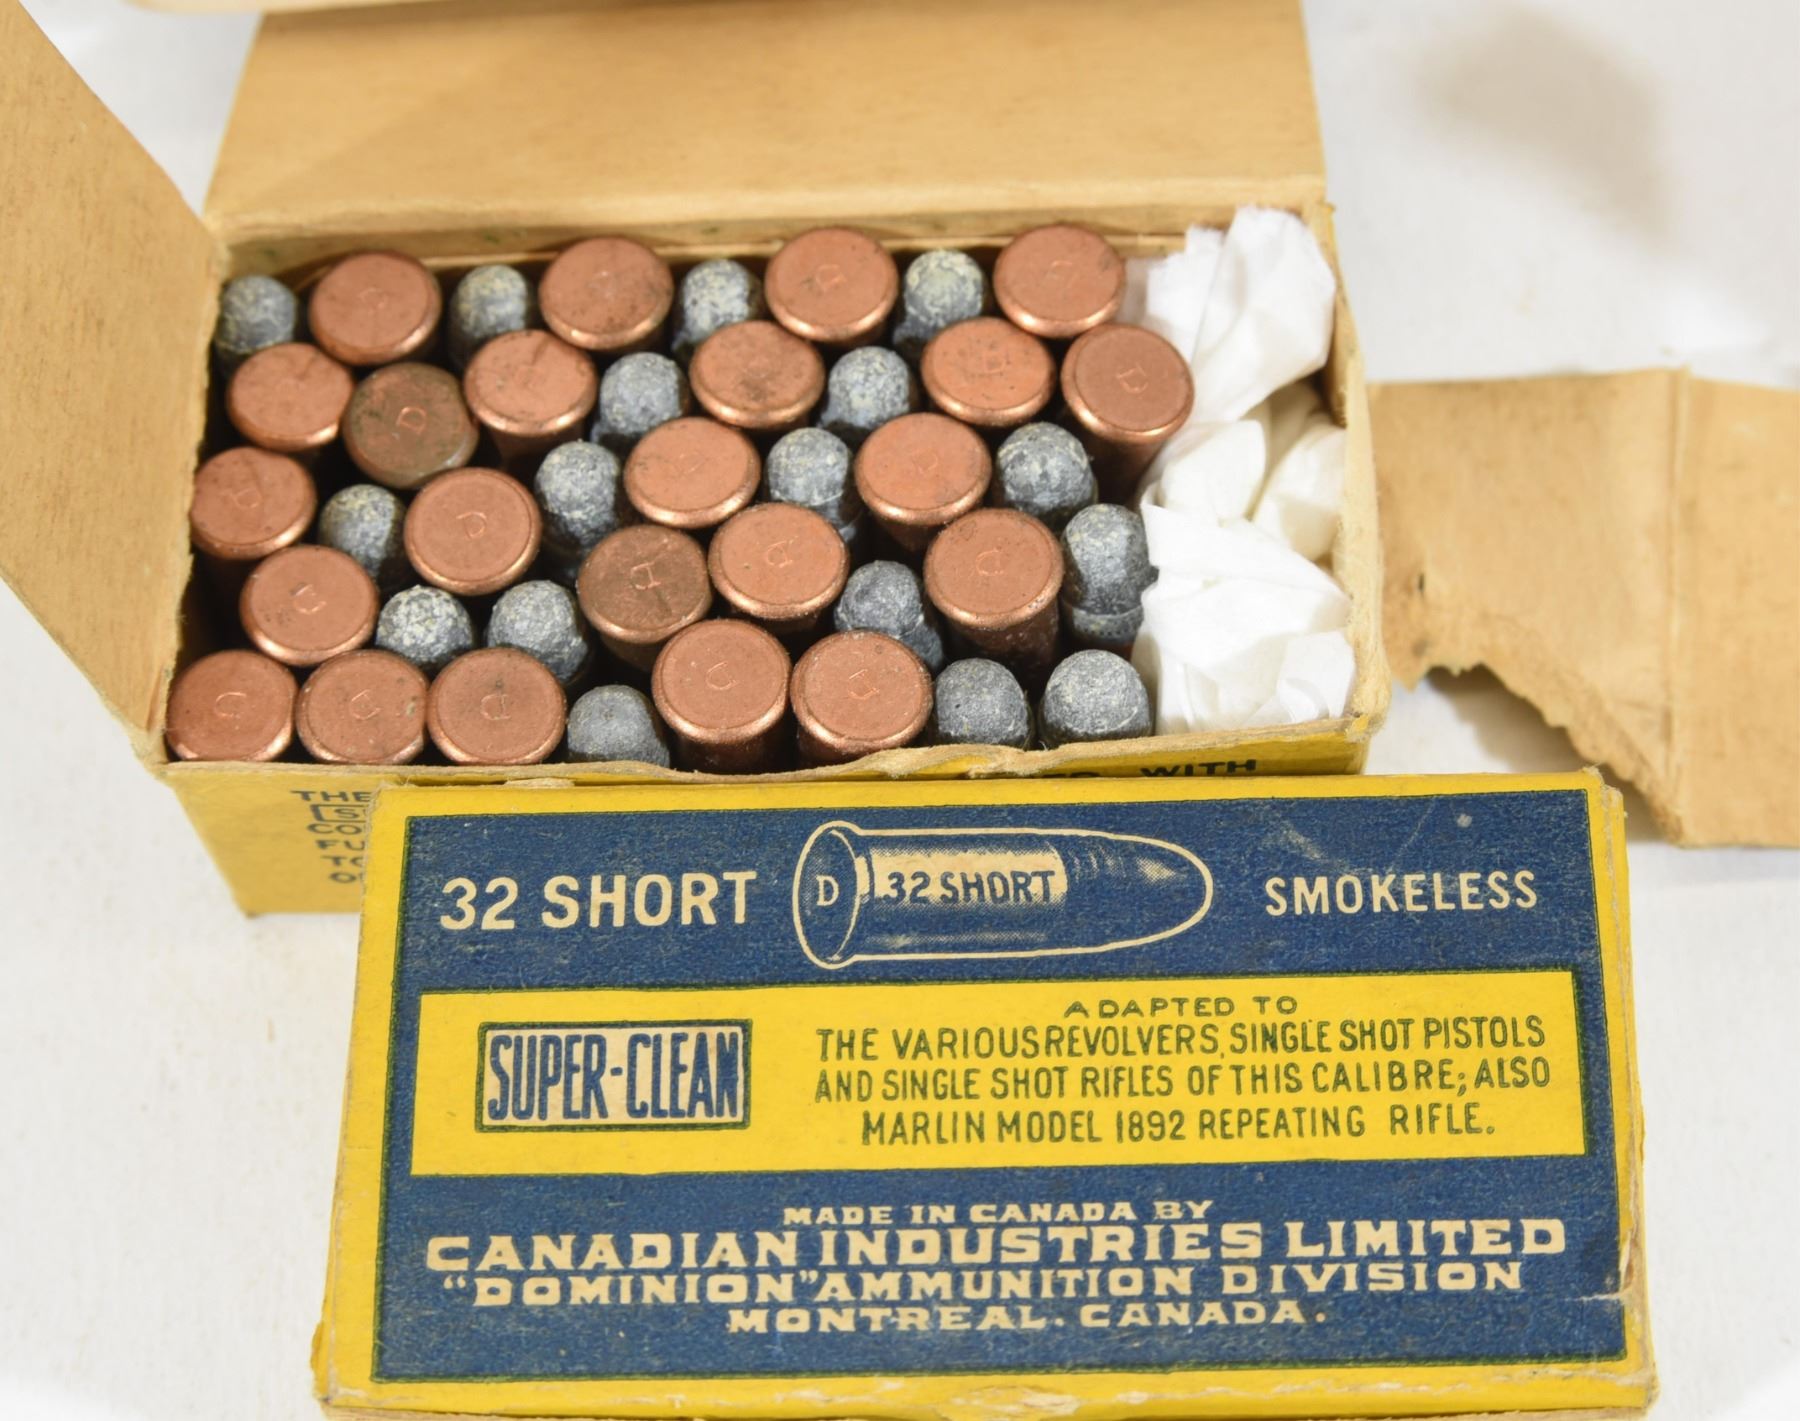 WITH
THE
32 SHORT
D
32 SHORT
SMOKELESS
SUPER-CLEAN
ADAPTED TO
THE VARIOUS REVOLVERS, SINGLE SHOT PISTOLS
AND SINGLE SHOT RIFLES OF THIS CALIBRE; ALSO
MARLIN MODEL 1892 REPEATING RIFLE.
MADE IN CANADA BY
CANADIAN INDUSTRIES LIMITED
"DOMINION" AMMUNITION DIVISION
MONTREAL. CANADA.